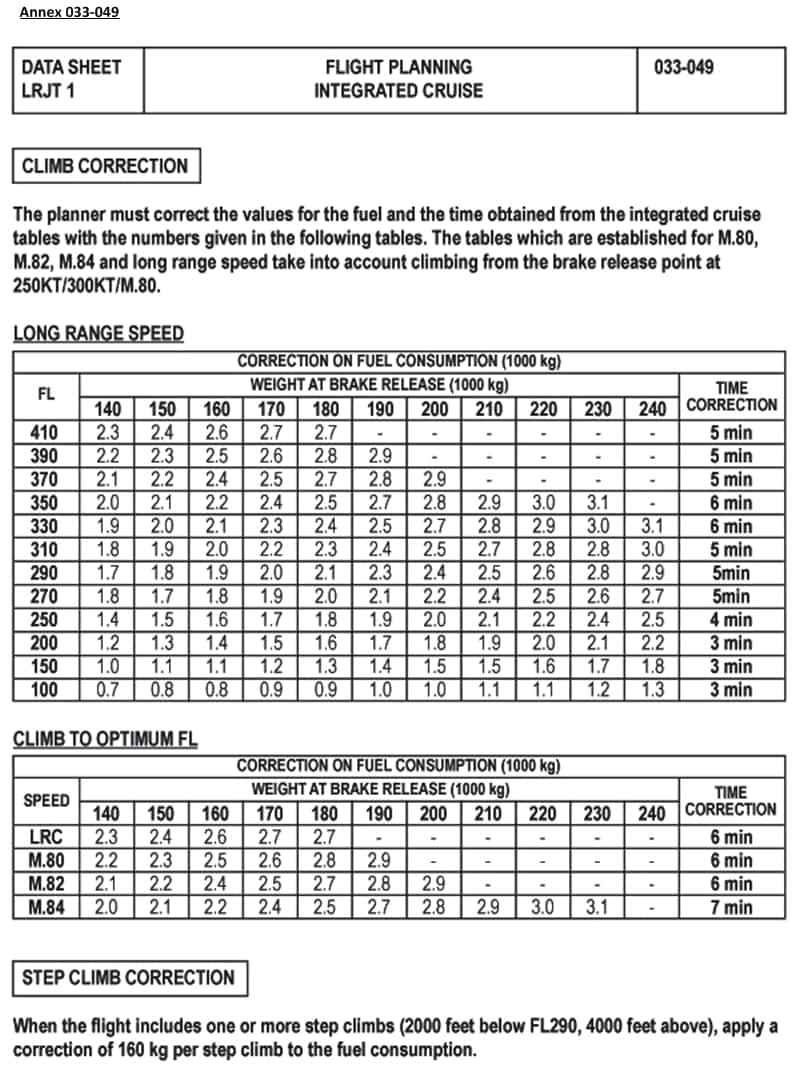 Annex 033-049
DATA SHEET FLIGHT PLANNING 033-049
LRJT 1 INTEGRATED CRUISE
CLIMB CORRECTION
The planner must correct the values for the fuel and the time obtained from the integrated cruise
tables with the numbers given in the following tables. The tables which are established for M.80,
M.82, M.84 and long range speed take into account climbing from the brake release point at
250KT/300KT/M.80.
LONG RANGE SPEED
CORRECTION ON FUEL CONSUMPTION (1000 kg)
FL WEIGHT AT BRAKE RELEASE (1000 kg) TIME CORRECTION
140 150 160 170 180 190 200 210 220 230 240
410 2.3 2.4 2.6 2.7 2.7 - - - - - - 5 min
390 2.2 2.3 2.5 2.6 2.8 2.9 - - - - - 5 min
370 2.1 2.2 2.4 2.5 2.7 2.8 2.9 - - - - 5 min
350 2.0 2.1 2.2 2.4 2.5 2.7 2.8 2.9 3.0 3.1 - 6 min
330 1.9 2.0 2.1 2.3 2.4 2.5 2.7 2.8 2.9 3.0 3.1 6 min
310 1.8 1.9 2.0 2.2 2.3 2.4 2.5 2.7 2.8 2.8 3.0 5 min
290 1.7 1.8 1.9 2.0 2.1 2.3 2.4 2.5 2.6 2.8 2.9 5min
270 1.8 1.7 1.8 1.9 2.0 2.1 2.2 2.4 2.5 2.6 2.7 5min
250 1.4 1.5 1.6 1.7 1.8 1.9 2.0 2.1 2.2 2.4 2.5 4 min
200 1.2 1.3 1.4 1.5 1.6 1.7 1.8 1.9 2.0 2.1 2.2 3 min
150 1.0 1.1 1.1 1.2 1.3 1.4 1.5 1.5 1.6 1.7 1.8 3 min
100 0.7 0.8 0.8 0.9 0.9 1.0 1.0 1.1 1.1 1.2 1.3 3 min
CLIMB TO OPTIMUM FL
CORRECTION ON FUEL CONSUMPTION (1000 kg)
SPEED WEIGHT AT BRAKE RELEASE (1000 kg) TIME CORRECTION
140 150 160 170 180 190 200 210 220 230 240
LRC 2.3 2.4 2.6 2.7 2.7 - - - - - - 6 min
M.80 2.2 2.3 2.5 2.6 2.8 2.9 - - - - - 6 min
M.82 2.1 2.2 2.4 2.5 2.7 2.8 2.9 - - - - 6 min
M.84 2.0 2.1 2.2 2.4 2.5 2.7 2.8 2.9 3.0 3.1 - 7 min
STEP CLIMB CORRECTION
When the flight includes one or more step climbs (2000 feet below FL290, 4000 feet above), apply a
correction of 160 kg per step climb to the fuel consumption.